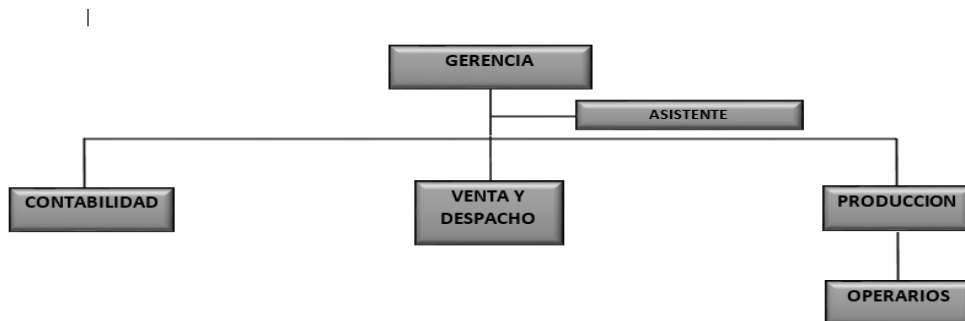 GERENCIA
ASISTENTE
CONTABILIDAD
VENTA Y
DESPACHO
PRODUCCION
OPERARIOS